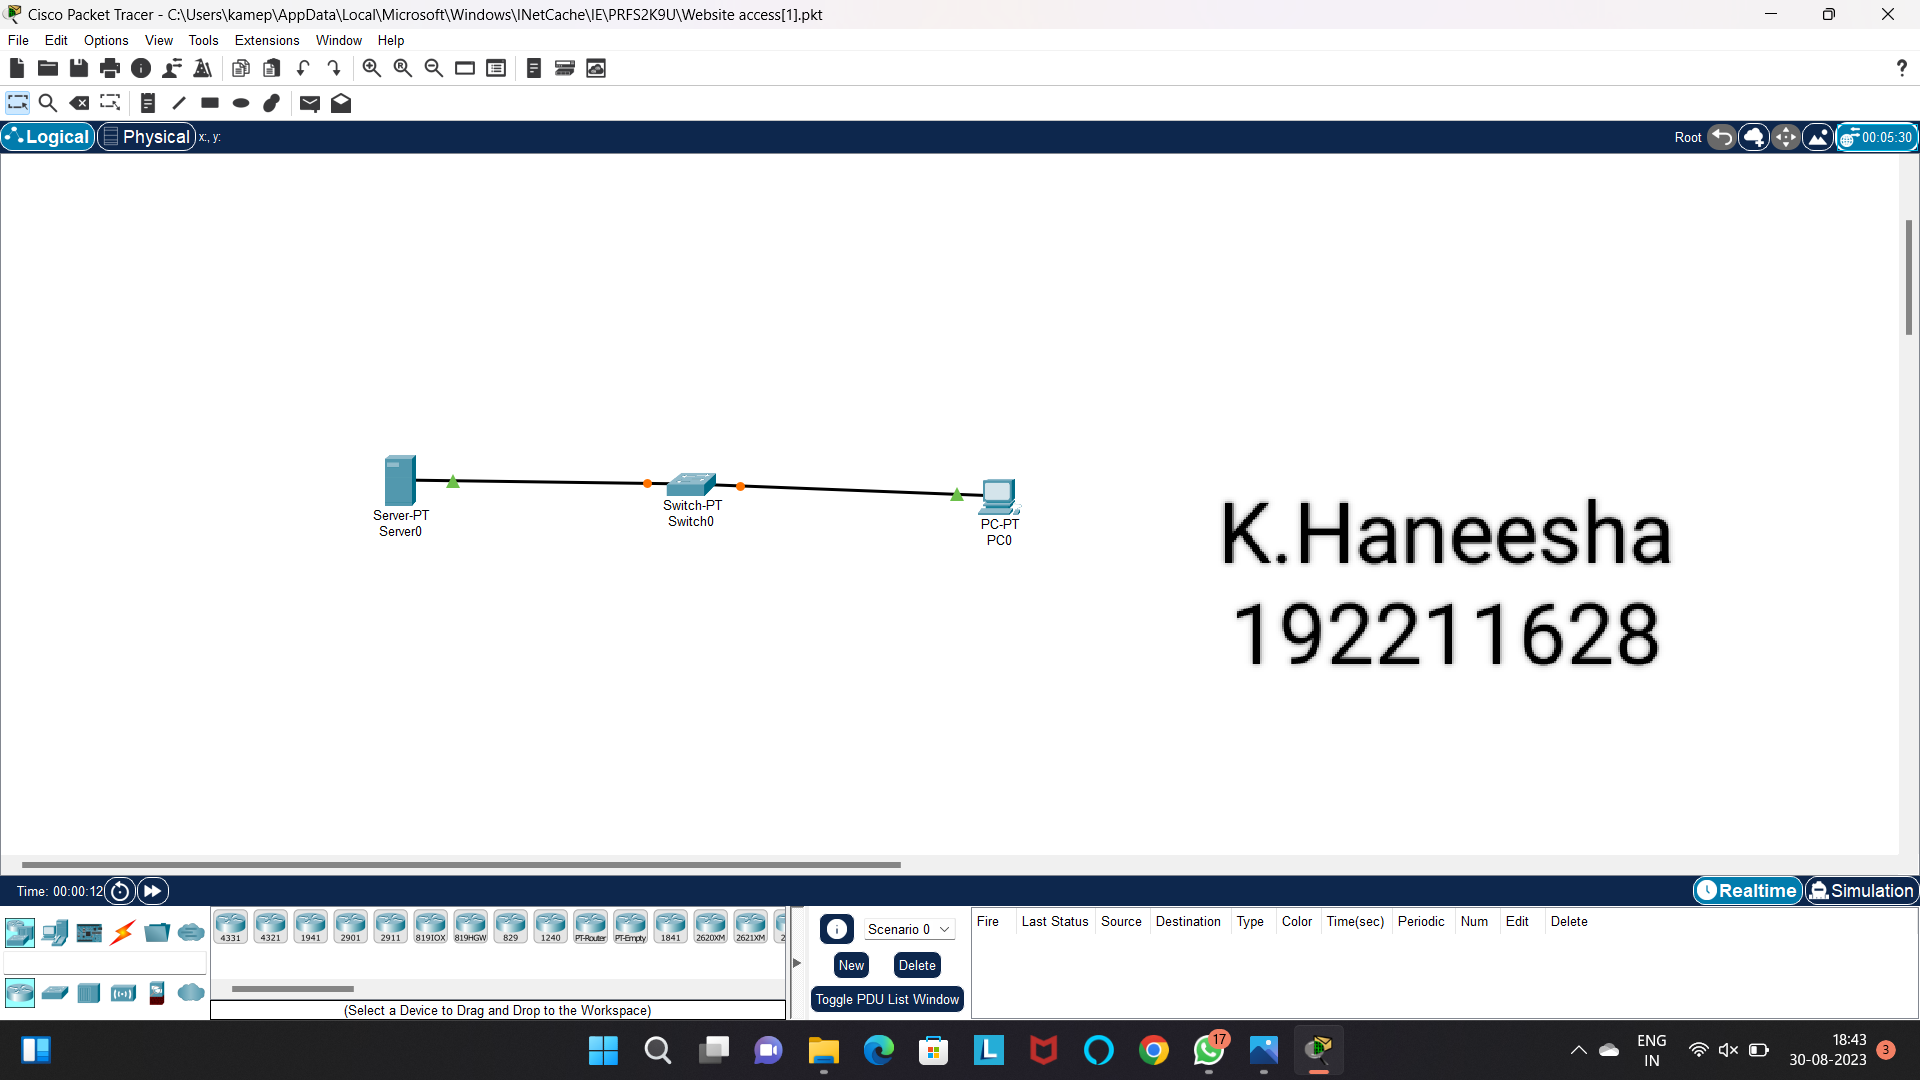 Cisco Packet Tracer - C:\Users\kamep\AppData\Local\Microsoft\Windows\INetCache\IE\PRFS2K9U\Website access[1].pkt
File Edit Options View Tools Extensions Window Help
?
Logical Physical x:, y: Root 00:05:30
Server-PT
Server0
Switch-PT
Switch0
PC-PT
PC0
K.Haneesha
192211628
Time: 00:00:12 Realtime Simulation
4331 4321 1941 2901 2911 819IOX 819HGW 829 1240 PT-Router PT-Empty 1841 2620XM 2621XM 2
(Select a Device to Drag and Drop to the Workspace)
Scenario 0
New Delete
Toggle PDU List Window
Fire Last Status Source Destination Type Color Time(sec) Periodic Num Edit Delete
L 17
ENG
IN
18:43
30-08-2023
3